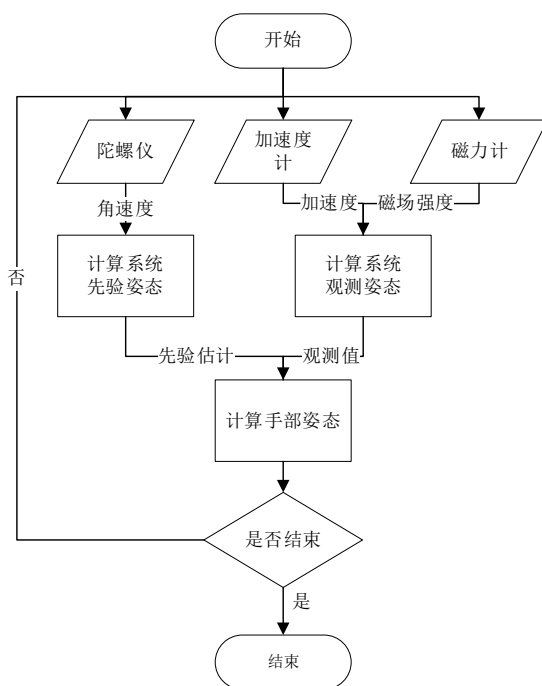 开始
陀螺仪
加速度
计
磁力计
角速度
加速度
磁场强度
否
计算系统
先验姿态
计算系统
观测姿态
先验估计
观测值
计算手部姿态
是否结束
是
结束